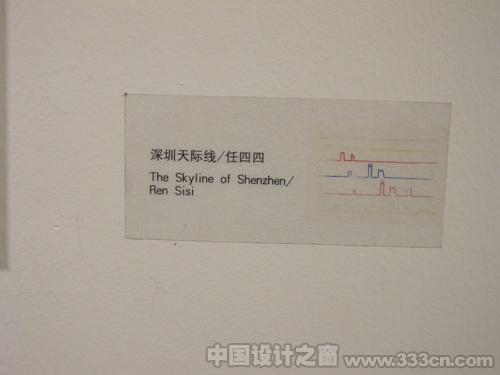 深圳天际线/任四四
The Skyline of Shenzhen/
Ren Sisi
中国设计之窗
www.333cn.com